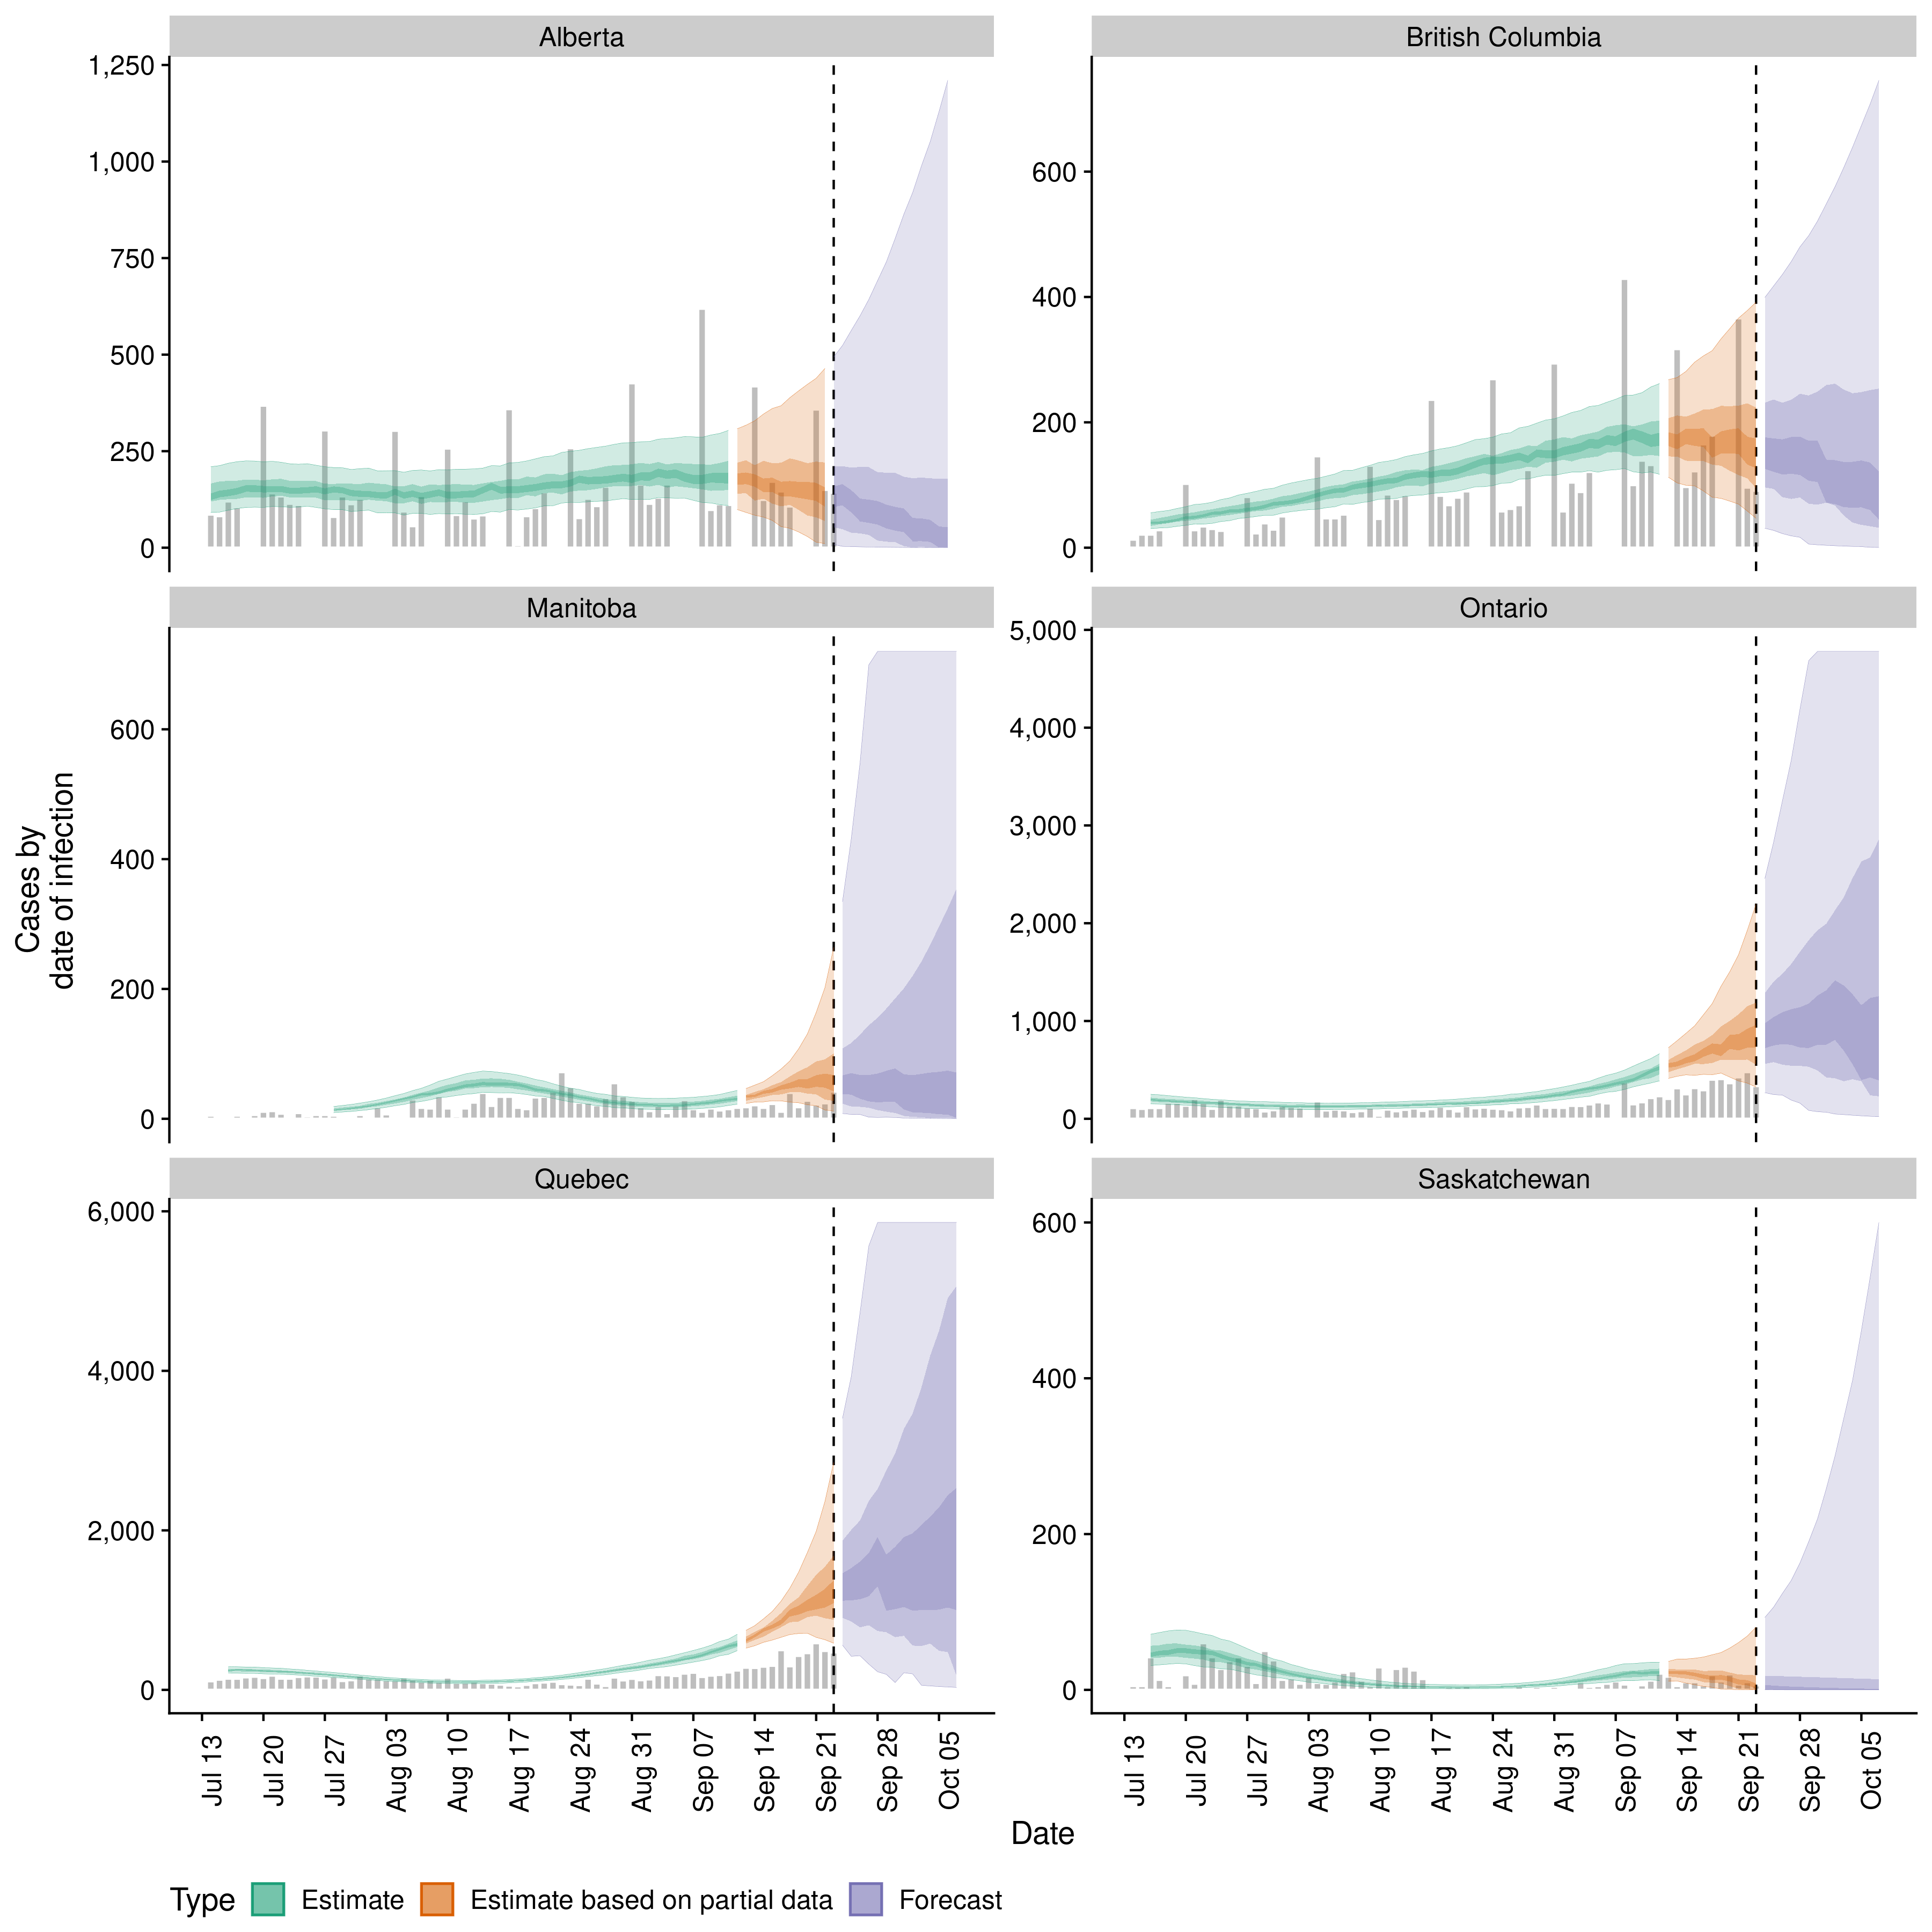 Alberta
British Columbia
1,250
1,000
750
500
250
0
600
400
200
0
Manitoba
Ontario
600
400
200
0
5,000
4,000
3,000
2,000
1,000
0
Quebec
Saskatchewan
6,000
4,000
2,000
0
600
400
200
0
Cases by
date of infection
Jul 13
Jul 20
Jul 27
Aug 03
Aug 10
Aug 17
Aug 24
Aug 31
Sep 07
Sep 14
Sep 21
Sep 28
Oct 05
Jul 13
Jul 20
Jul 27
Aug 03
Aug 10
Aug 17
Aug 24
Aug 31
Sep 07
Sep 14
Sep 21
Sep 28
Oct 05
Date
Type Estimate Estimate based on partial data Forecast